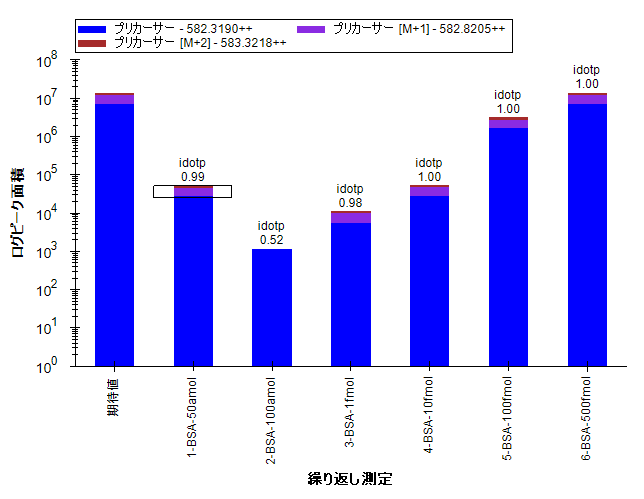 プリカーサー - 582.3190++
プリカーサー [M+1] - 582.8205++
プリカーサー [M+2] - 583.3218++
10^8
10^7
10^6
10^5
10^4
10^3
10^2
10^1
10^0
ログピーク面積
idotp
0.99
idotp
0.52
idotp
0.98
idotp
1.00
idotp
1.00
idotp
1.00
期待値
1-BSA-50amol
2-BSA-100amol
3-BSA-1fmol
4-BSA-10fmol
5-BSA-100fmol
6-BSA-500fmol
繰り返し測定